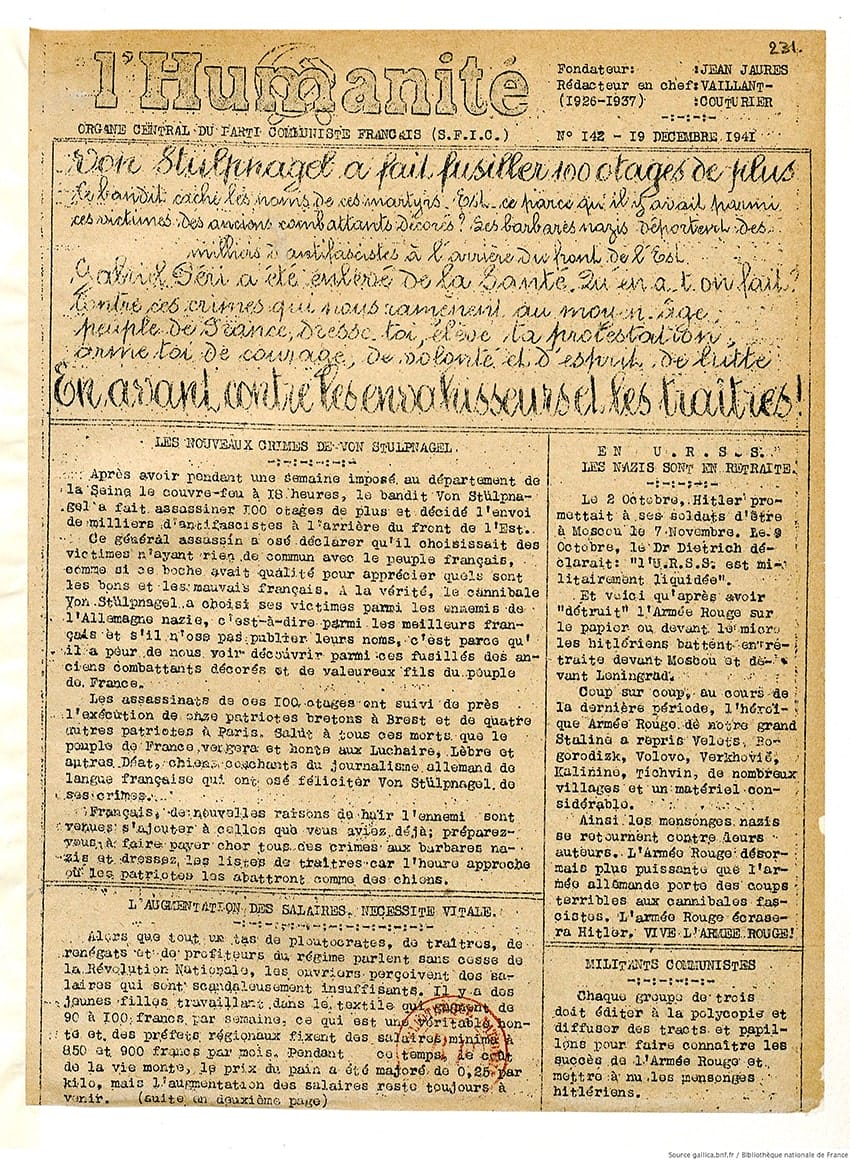 231.
l'Humanité
ORGANE CENTRAL DU PARTI COMMUNISTE FRANCAIS (S.F.I.C.)
Fondateur: :JEAN JAURES
Rédacteur en chef:VAILLANT-
(1926-1937) :COUTURIER
-:-:-:-
N° 142 - 19 DECEMBRE 1941
Von Stülpnagel a fait fusiller 100 otages de plus
Ce bandit cache les noms de ces martyrs. Est-ce parce qu'il y avait parmi
ces victimes des anciens combattants décorés? Les barbares nazis déportent des
milliers d'antifascistes à l'arrière du front de l'Est.
Gabriel Péri a été enlevé de la Santé. Qu'en a-t-on fait?
Contre ces crimes qui nous ramènent au moyen-âge,
peuple de France, dresse-toi, élève ta protestation,
arme-toi de courage, de volonté et d'esprit de lutte
En avant contre les envahisseurs et les traîtres!
LES NOUVEAUX CRIMES DE VON STULPNAGEL.
-:-:-:-:-:-
Après avoir pendant une semaine imposé au département de
la Seine le couvre-feu à 18 heures, le bandit Von Stülpna-
gel a fait assassiner 100 otages de plus et décidé l'envoi
de milliers d'antifascistes à l'arrière du front de l'Est.
Ce général assassin a osé déclarer qu'il choisissait des
victimes n'ayant rien de commun avec le peuple français,
comme si ce boche avait qualité pour apprécier quels sont
les bons et les mauvais français. A la vérité, le cannibale
Von Stülpnagel a choisi ses victimes parmi les ennemis de
l'Allemagne nazie, c'est-à-dire parmi les meilleurs fran-
çais et s'il n'ose pas publier leurs noms, c'est parce qu'
il a peur de nous voir découvrir parmi ces fusillés des an-
ciens combattants décorés et de valeureux fils du peuple
de France.
Les assassinats de ces 100 otages ont suivi de près
l'exécution de onze patriotes bretons à Brest et de quatre
autres patriotes à Paris. Salut à tous ces morts que le
peuple de France vengera et honte aux Luchaire, Lèbre et
autres Déat, chiens couchants du journalisme allemand de
langue française qui ont osé féliciter Von Stülpnagel de
ses crimes.
Français, de nouvelles raisons de haïr l'ennemi sont
venues s'ajouter à celles que vous aviez déjà; préparez-
vous à faire payer cher tous ces crimes aux barbares na-
zis et dressez les listes de traîtres car l'heure approche
où les patriotes les abattront comme des chiens.
L'AUGMENTATION DES SALAIRES, NECESSITE VITALE.
-:-:-:-:-:-:-:-:-:-:-
Alors que tout un tas de ploutocrates, de traîtres, de
renégats et de profiteurs du régime parlent sans cesse de
la Révolution Nationale, les ouvriers perçoivent des sa-
laires qui sont scandaleusement insuffisants. Il y a des
jeunes filles travaillant dans le textile qui gagnent de
90 à 100 francs par semaine, ce qui est une véritable hon-
te et des préfets régionaux fixent des salaires minima à
850 et 900 francs par mois. Pendant ce temps, le coût
de la vie monte, le prix du pain a été majoré de 0,25 par
kilo, mais l'augmentation des salaires reste toujours à
venir. (suite en deuxième page)
EN U.R.S.S.
LES NAZIS SONT EN RETRAITE.
-:-:-:-:-
Le 2 Octobre, Hitler pro-
mettait à ses soldats d'être
à Moscou le 7 Novembre. Le 9
Octobre, le Dr Dietrich dé-
clarait: "l'U.R.S.S. est mi-
litairement liquidée".
Et voici qu'après avoir
"détruit" l'Armée Rouge sur
le papier ou devant le micro
les hitlériens battent en re-
traite devant Moscou et de-
vant Leningrad.
Coup sur coup, au cours de
la dernière période, l'héroï-
que Armée Rouge de notre grand
Staline a repris Velets, Bo-
gorodizk, Volovo, Verkhovié,
Kalinine, Tichvin, de nombreux
villages et un matériel con-
sidérable.
Ainsi les mensonges nazis
se retournent contre leurs
auteurs. L'Armée Rouge désor-
mais plus puissante que l'ar-
mée allemande porte des coups
terribles aux cannibales fas-
cistes. L'armée Rouge écrase-
ra Hitler. VIVE L'ARMEE ROUGE!
MILITANTS COMMUNISTES
-:-:-:-:-:-
Chaque groupe de trois
doit éditer à la polycopie et
diffuser des tracts et papil-
lons pour faire connaître les
succès de l'Armée Rouge et
mettre à nu les mensonges
hitlériens.
Source gallica.bnf.fr / Bibliothèque nationale de France